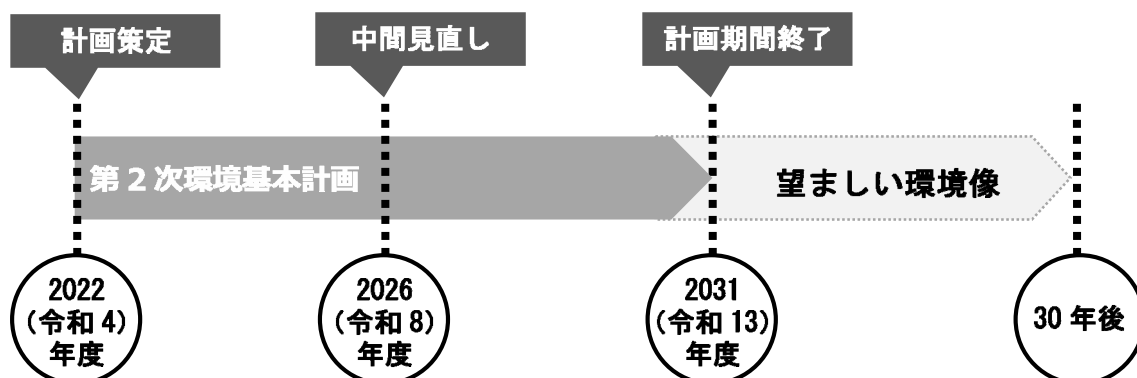 計画策定
中間見直し
計画期間終了
第2次環境基本計画
望ましい環境像
2022
(令和4)
年度
2026
(令和8)
年度
2031
(令和13)
年度
30年後